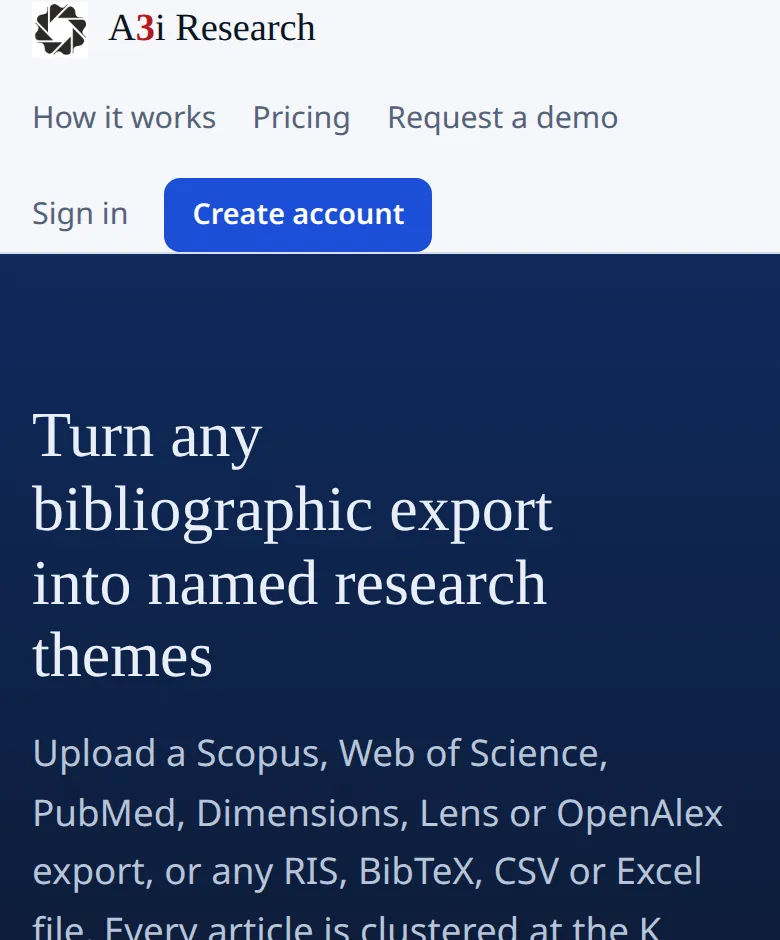 A3i Research
How it works Pricing Request a demo
Sign in Create account
Turn any
bibliographic export
into named research
themes
Upload a Scopus, Web of Science,
PubMed, Dimensions, Lens or OpenAlex
export, or any RIS, BibTeX, CSV or Excel
file. Every article is clustered at the K